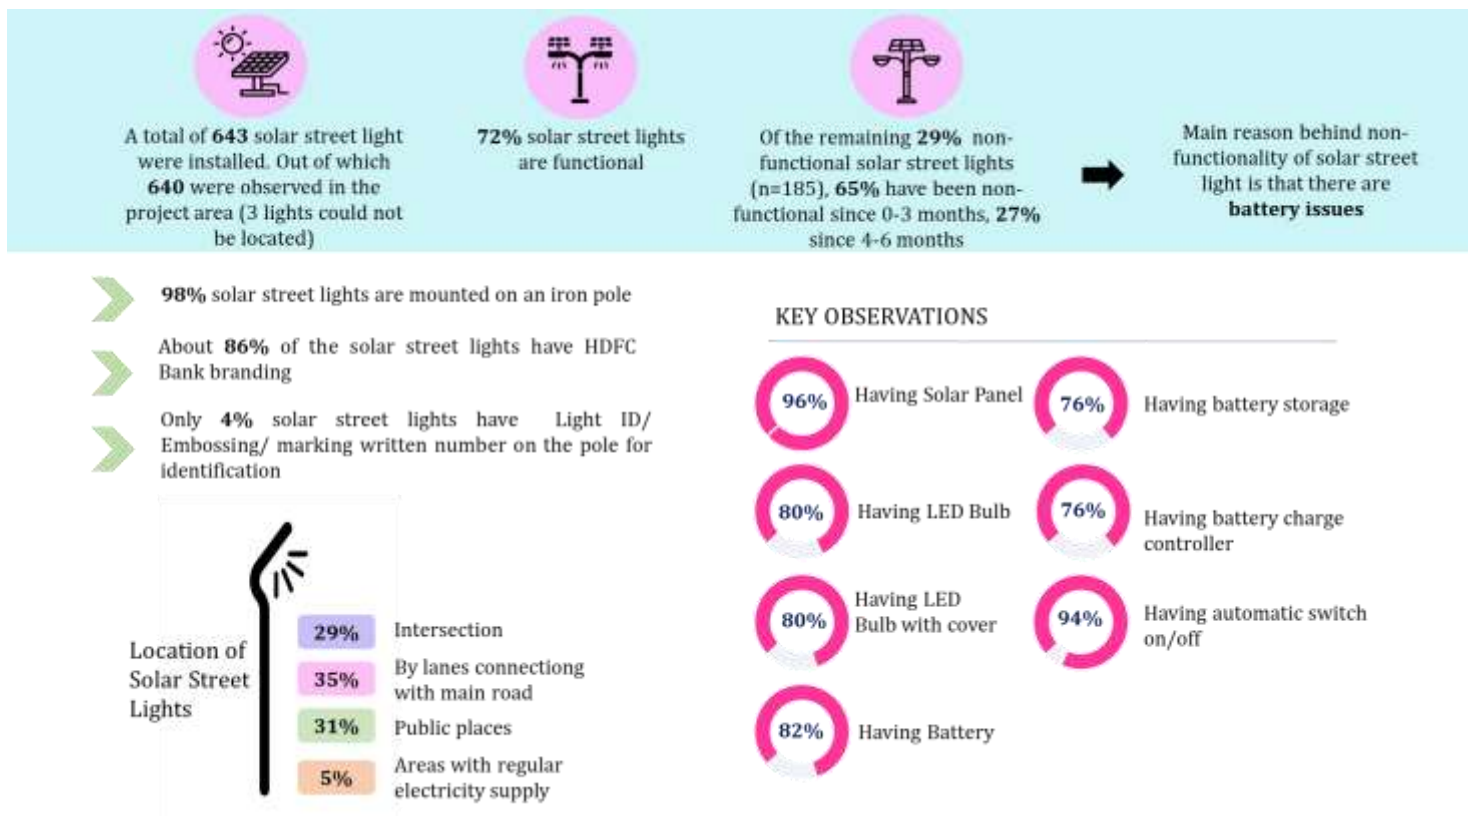 A total of 643 solar street light
were installed. Out of which
640 were observed in the
project area (3 lights could not
be located)
72% solar street lights
are functional
Of the remaining 29% non-
functional solar street lights
(n=185), 65% have been non-
functional since 0-3 months, 27%
since 4-6 months
Main reason behind non-
functionality of solar street
light is that there are
battery issues
98% solar street lights are mounted on an iron pole
About 86% of the solar street lights have HDFC
Bank branding
Only 4% solar street lights have Light ID/
Embossing/ marking written number on the pole for
identification
Location of
Solar Street
Lights
29% Intersection
35% By lanes connectiong
with main road
31% Public places
5% Areas with regular
electricity supply
KEY OBSERVATIONS
96% Having Solar Panel
76% Having battery storage
80% Having LED Bulb
76% Having battery charge
controller
80% Having LED
Bulb with cover
94% Having automatic switch
on/off
82% Having Battery